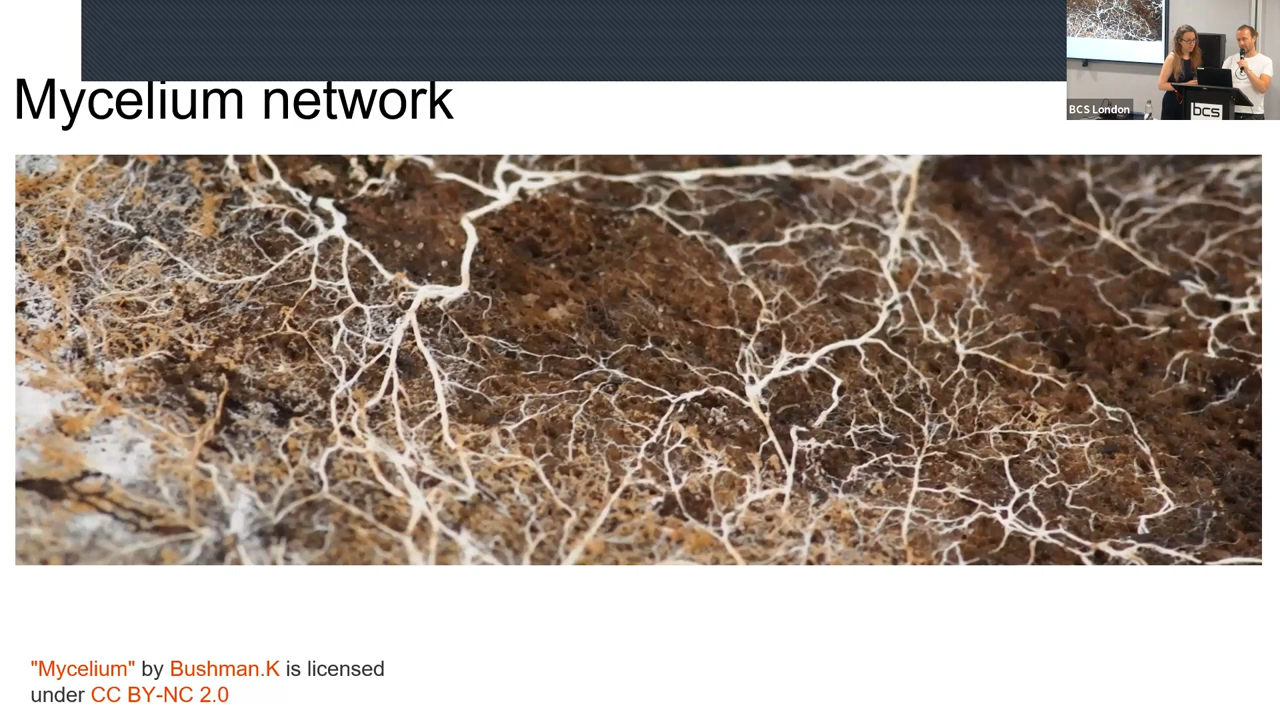 Mycelium network
BCS London
bcs
"Mycelium" by Bushman.K is licensed
under CC BY-NC 2.0